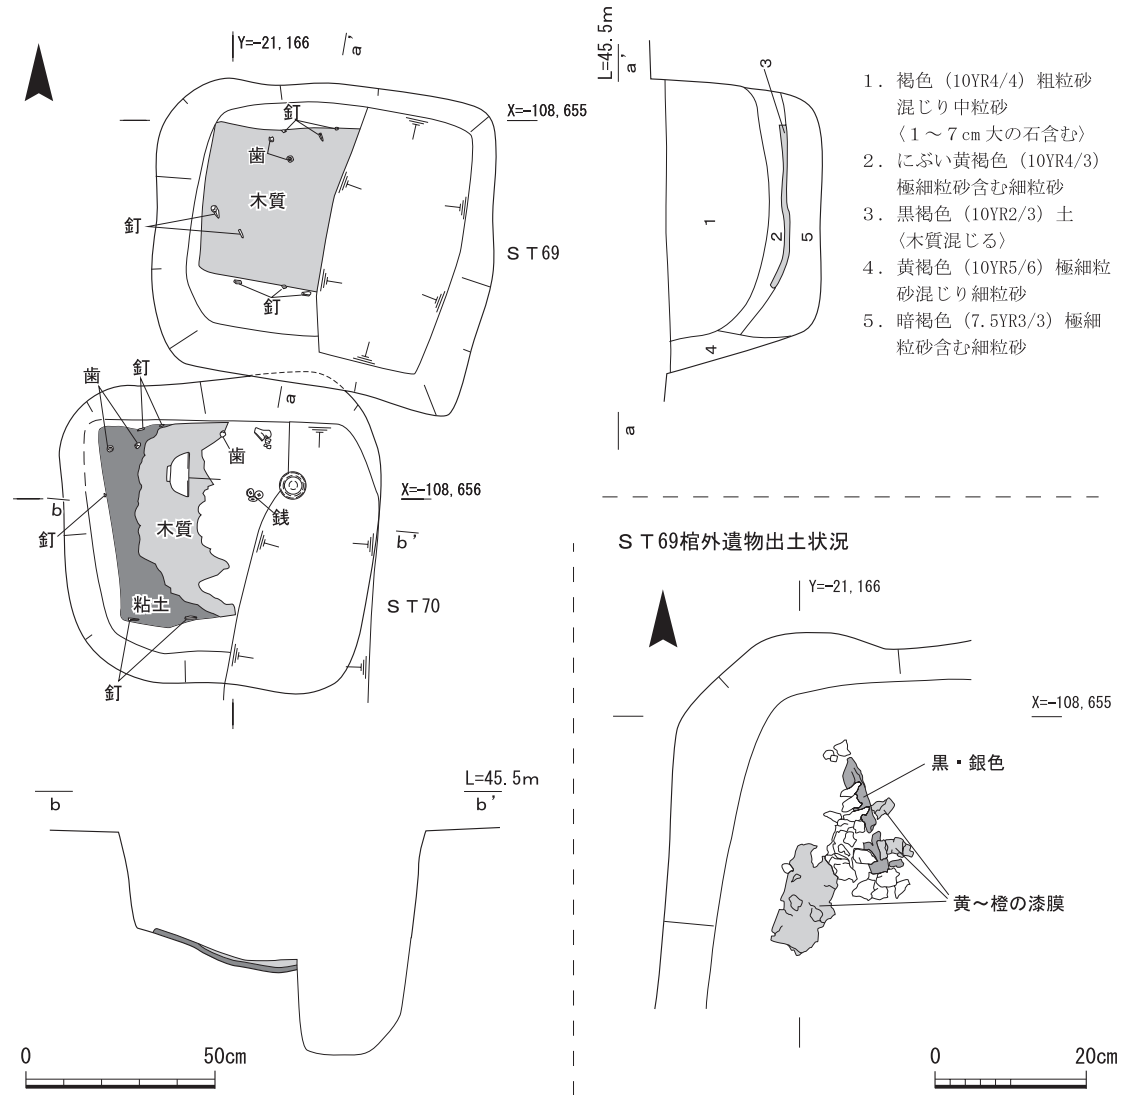 Y=-21,166
a'
X=-108,655
釘
歯
木質
釘
釘
ＳＴ69
歯
釘
a
歯
X=-108,656
b
銭
釘
木質
b'
粘土
ＳＴ70
釘
L=45.5m
b
b'
0
50cm
L=45.5m
a'
3
1
2
5
4
a
1．褐色（10YR4/4）粗粒砂
混じり中粒砂
〈1～7cm大の石含む〉
2．にぶい黄褐色（10YR4/3）
極細粒砂含む細粒砂
3．黒褐色（10YR2/3）土
〈木質混じる〉
4．黄褐色（10YR5/6）極細粒
砂混じり細粒砂
5．暗褐色（7.5YR3/3）極細
粒砂含む細粒砂
ＳＴ69棺外遺物出土状況
Y=-21,166
X=-108,655
黒・銀色
黄～橙の漆膜
0
20cm